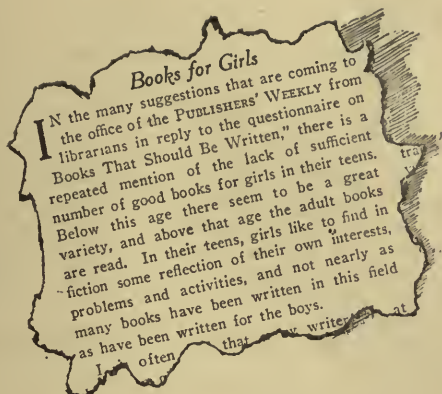 Books for Girls
IN the many suggestions that are coming to
the office of the PUBLISHERS' WEEKLY from
librarians in reply to the questionnaire on
Books That Should Be Written," there is a
repeated mention of the lack of sufficient
number of good books for girls in their teens.
Below this age there seem to be a great
variety, and above that age the adult books
are read. In their teens, girls like to find in
fiction some reflection of their own interests,
problems and activities, and not nearly as
many books have been written in this field
as have been written for the boys.
often that writer at